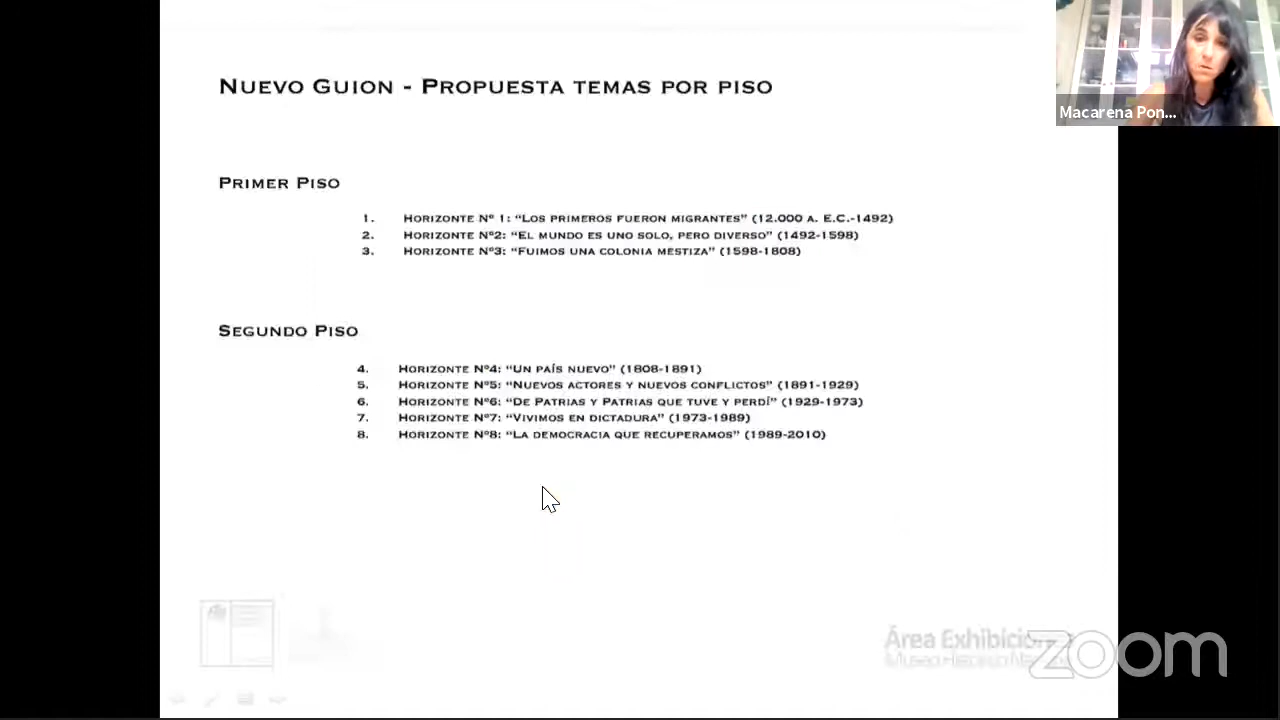 NUEVO GUION - PROPUESTA TEMAS POR PISO
Macarena Pon...
PRIMER PISO
1. HORIZONTE Nº 1: “LOS PRIMEROS FUERON MIGRANTES” (12.000 A. E.C.-1492)
2. HORIZONTE Nº2: “EL MUNDO ES UNO SOLO, PERO DIVERSO” (1492-1598)
3. HORIZONTE Nº3: “FUIMOS UNA COLONIA MESTIZA” (1598-1808)
SEGUNDO PISO
4. HORIZONTE Nº4: “UN PAÍS NUEVO” (1808-1891)
5. HORIZONTE Nº5: “NUEVOS ACTORES Y NUEVOS CONFLICTOS” (1891-1929)
6. HORIZONTE Nº6: “DE PATRIAS Y PATRIAS QUE TUVE Y PERDÍ” (1929-1973)
7. HORIZONTE Nº7: “VIVIMOS EN DICTADURA” (1973-1989)
8. HORIZONTE Nº8: “LA DEMOCRACIA QUE RECUPERAMOS” (1989-2010)
Área
zoom